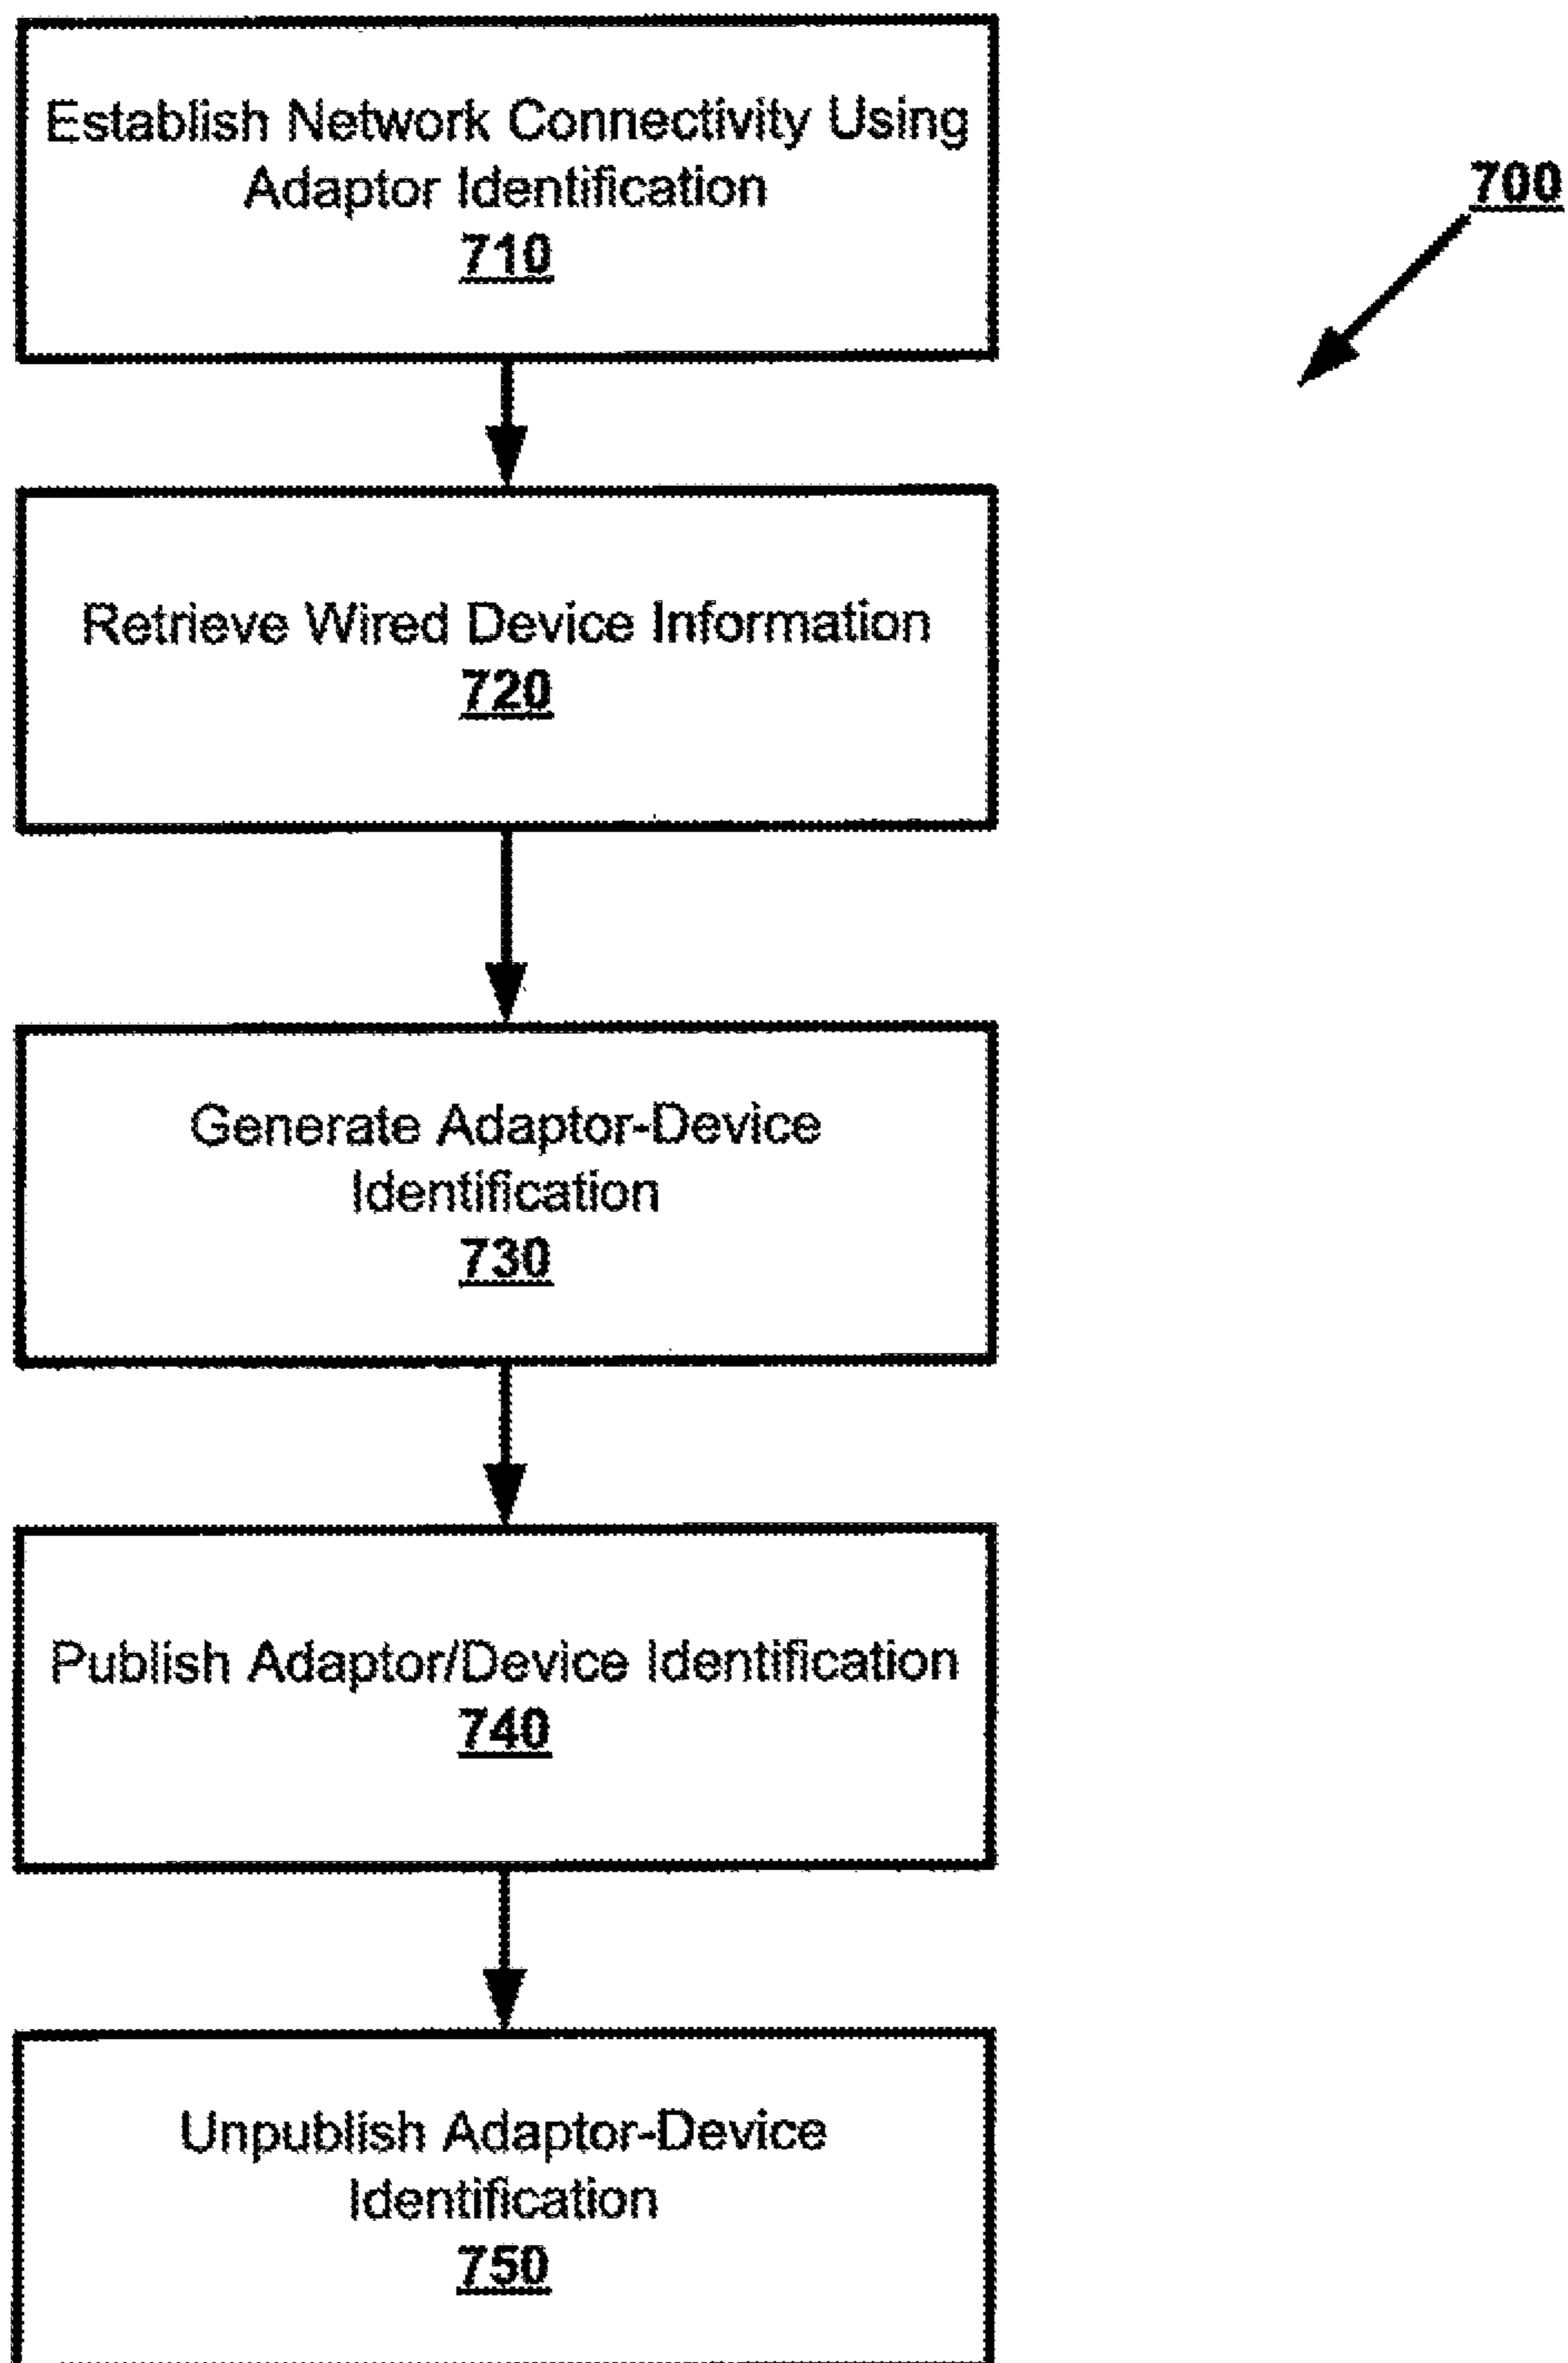 Establish Network Connectivity Using
Adaptor Identification
710
700
Retrieve Wired Device Information
720
Generate Adaptor-Device
Identification
730
Publish Adaptor/Device Identification
740
Unpublish Adaptor-Device
Identification
750